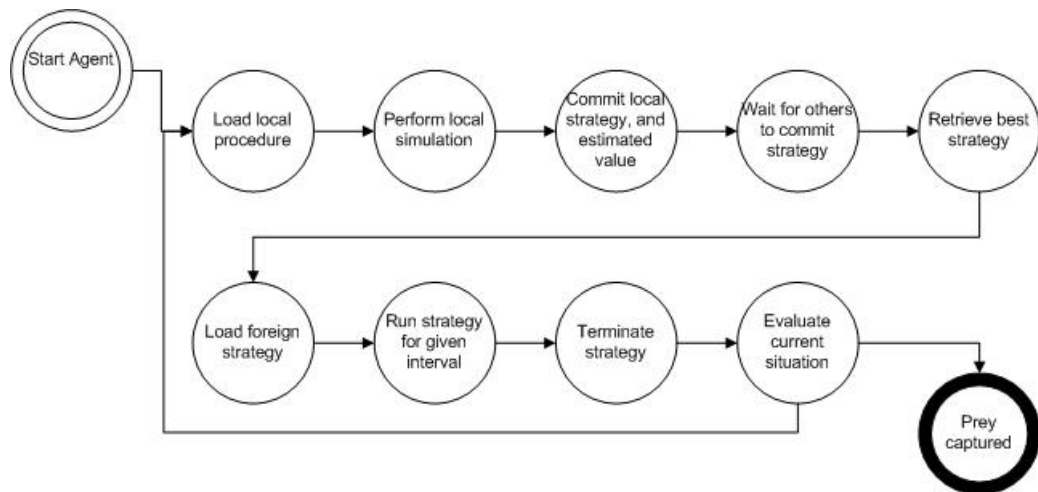 Start Agent
Load local
procedure
Perform local
simulation
Commit local
strategy, and
estimated
value
Wait for others
to commit
strategy
Retrieve best
strategy
Load foreign
strategy
Run strategy
for given
interval
Terminate
strategy
Evaluate
current
situation
Prey
captured